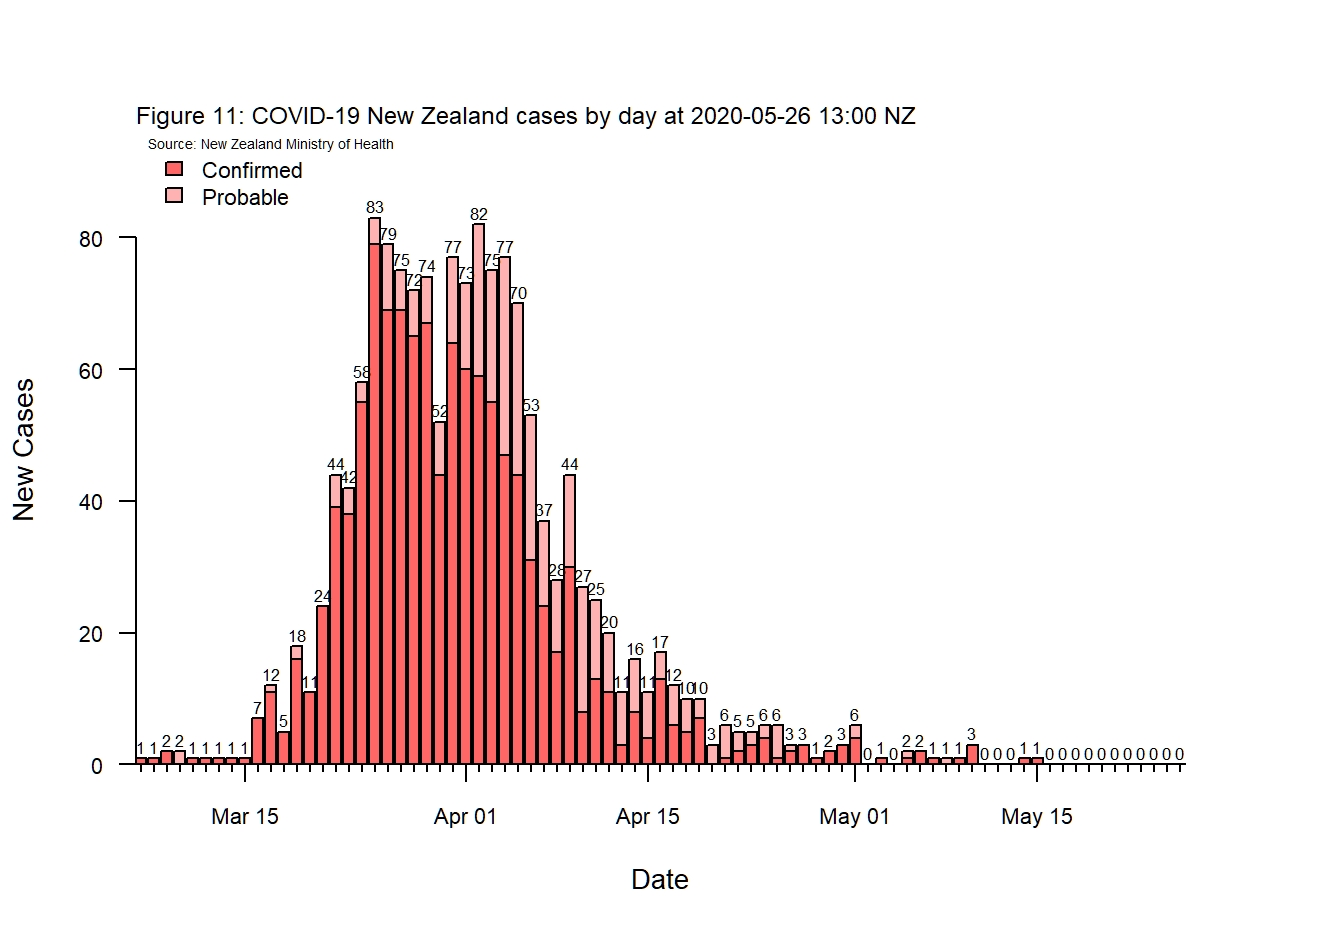 Figure 11: COVID-19 New Zealand cases by day at 2020-05-26 13:00 NZ
Source: New Zealand Ministry of Health
Confirmed
Probable
New Cases
80
60
40
20
0
1 1 2 2 1 1 1 1 1 7 12 5 18 11 24 44 42 58 83 79 75 72 74 52 77 73 82 75 77 70 53 37 28 44 27 25 20 11 16 11 17 12 10 10 3 6 5 5 6 6 3 3 1 2 3 6 0 1 0 2 2 1 1 1 3 0 0 0 1 1 0 0 0 0 0 0 0 0 0 0 0
Mar 15 Apr 01 Apr 15 May 01 May 15
Date